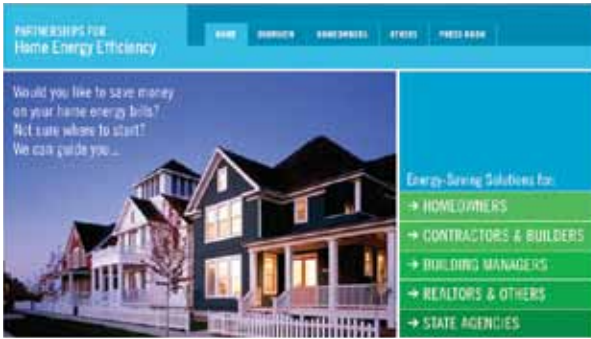 PARTNERSHIPS FOR
Home Energy Efficiency
HOME OVERVIEW HOMEOWNERS OTHERS PRESS ROOM
Would you like to save money
on your home energy bills?
Not sure where to start?
We can guide you...
Energy-Saving Solutions for:
→ HOMEOWNERS
→ CONTRACTORS & BUILDERS
→ BUILDING MANAGERS
→ REALTORS & OTHERS
→ STATE AGENCIES